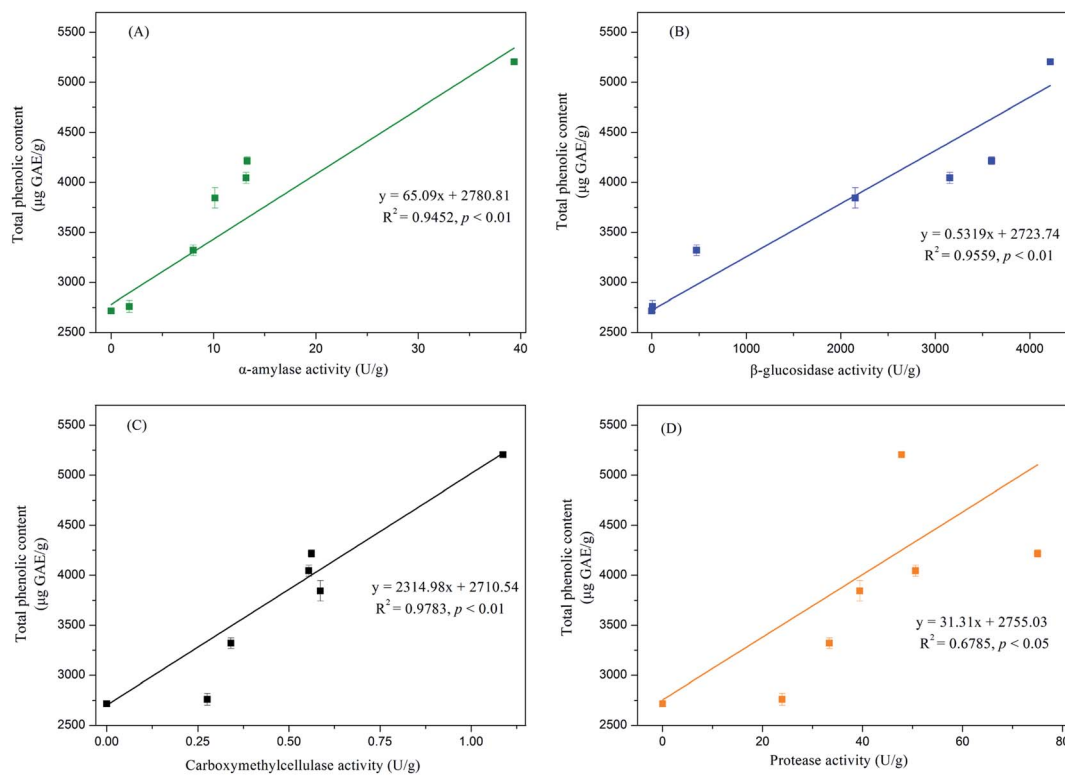 (A)
5500
5000
4500
4000
3500
3000
2500
Total phenolic content
(μg GAE/g)
y = 65.09x + 2780.81
R² = 0.9452, p < 0.01
0 10 20 30 40
α-amylase activity (U/g)
(B)
5500
5000
4500
4000
3500
3000
2500
Total phenolic content
(μg GAE/g)
y = 0.5319x + 2723.74
R² = 0.9559, p < 0.01
0 1000 2000 3000 4000
β-glucosidase activity (U/g)
(C)
5500
5000
4500
4000
3500
3000
2500
Total phenolic content
(μg GAE/g)
y = 2314.98x + 2710.54
R² = 0.9783, p < 0.01
0.00 0.25 0.50 0.75 1.00
Carboxymethylcellulase activity (U/g)
(D)
5500
5000
4500
4000
3500
3000
2500
Total phenolic content
(μg GAE/g)
y = 31.31x + 2755.03
R² = 0.6785, p < 0.05
0 20 40 60 80
Protease activity (U/g)